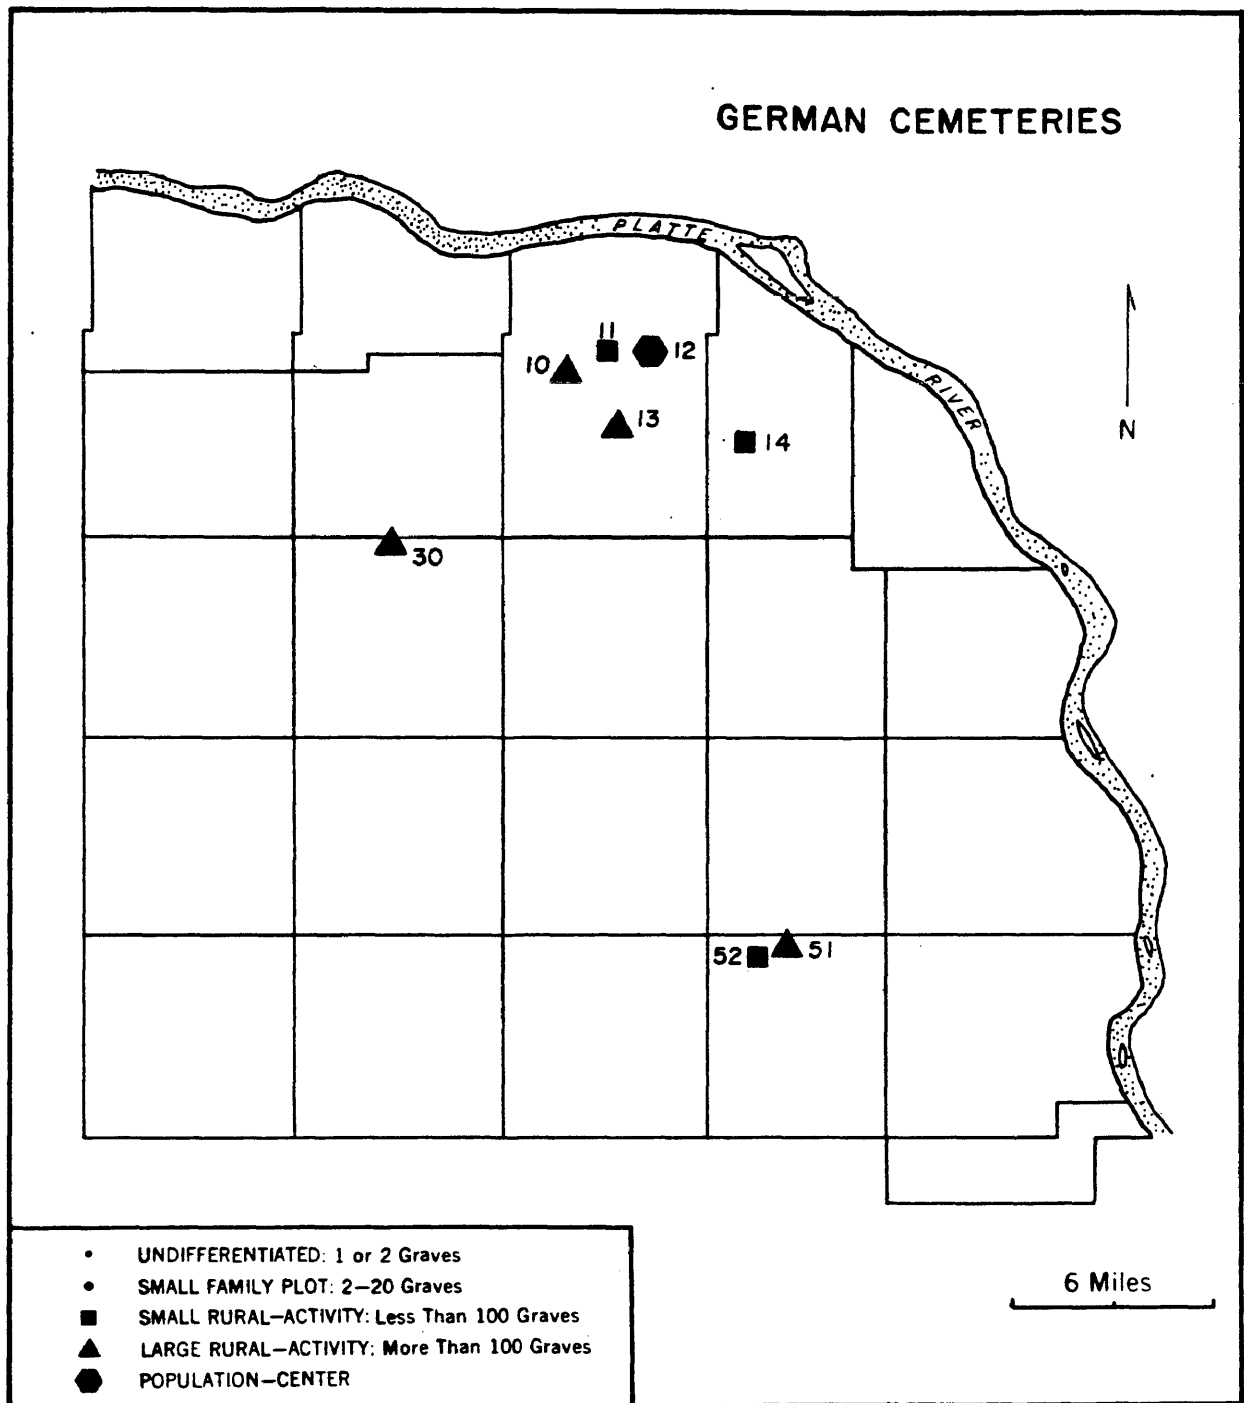 GERMAN CEMETERIES
PLATTE
RIVER
N
11
10
12
13
14
30
52
51
6 Miles
UNDIFFERENTIATED: 1 or 2 Graves
SMALL FAMILY PLOT: 2–20 Graves
SMALL RURAL–ACTIVITY: Less Than 100 Graves
LARGE RURAL–ACTIVITY: More Than 100 Graves
POPULATION–CENTER